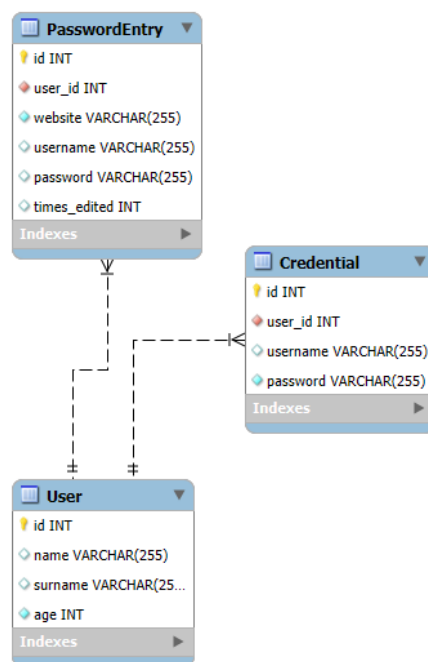 PasswordEntry
id INT
user_id INT
website VARCHAR(255)
username VARCHAR(255)
password VARCHAR(255)
times_edited INT
Indexes
Credential
id INT
user_id INT
username VARCHAR(255)
password VARCHAR(255)
Indexes
User
id INT
name VARCHAR(255)
surname VARCHAR(25...
age INT
Indexes